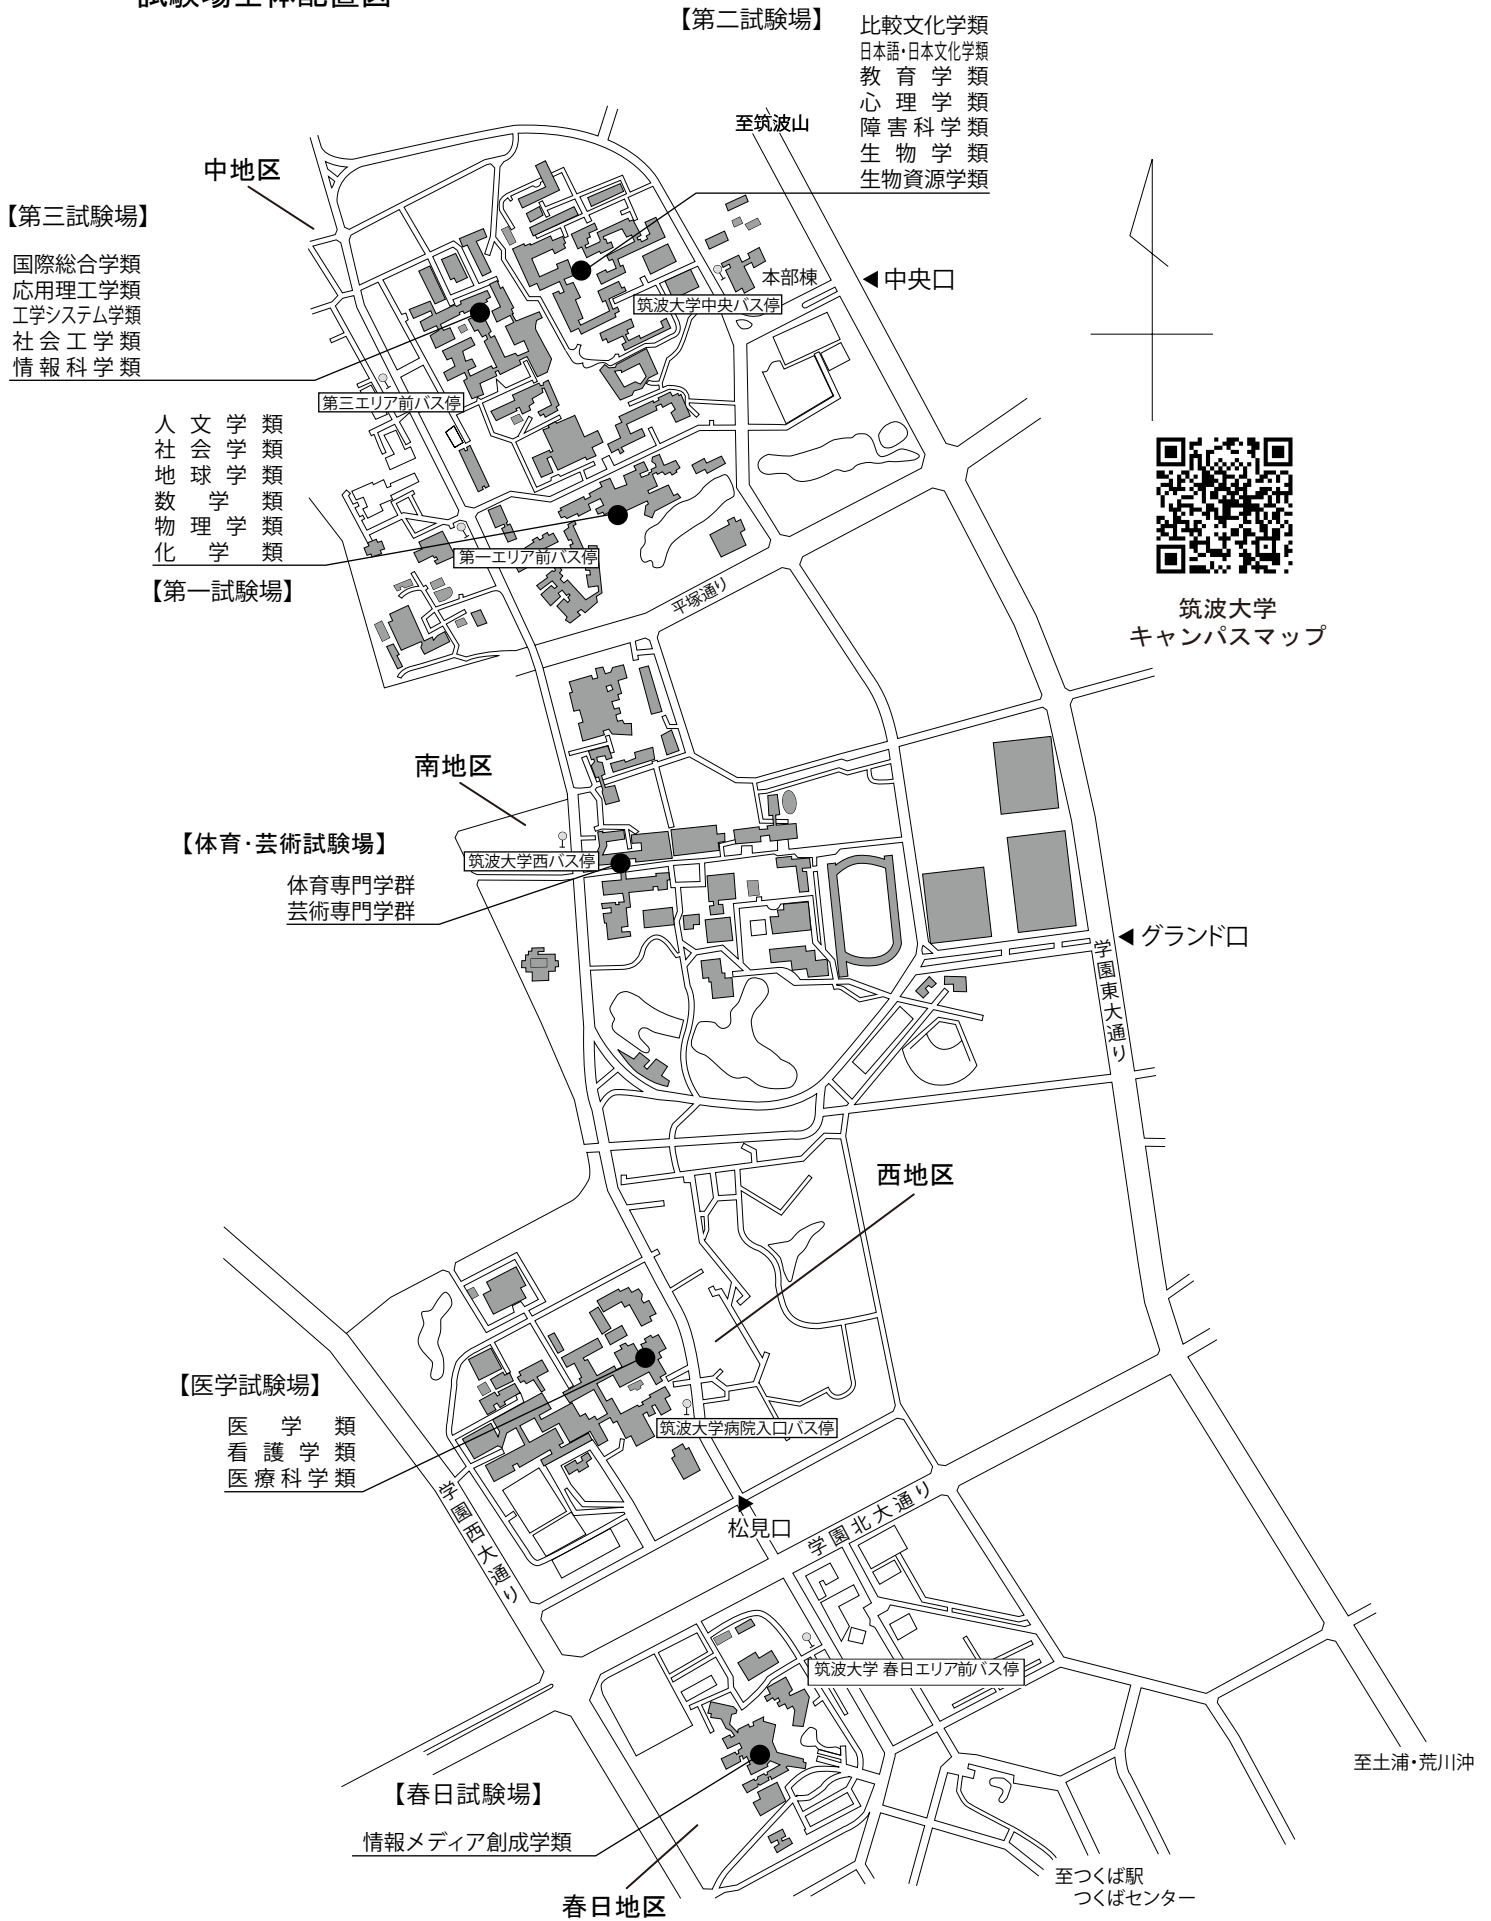 試験場全体配置図
【第二試験場】
比較文化学類
日本語・日本文化学類
教育学類
心理学類
障害科学類
生物学類
生物資源学類
至筑波山
中地区
【第三試験場】
国際総合学類
応用理工学類
工学システム学類
社会工学類
情報科学類
本部棟
◀中央口
筑波大学中央バス停
第三エリア前バス停
人文学類
社会学類
地球学類
数学類
物理学類
化学類
【第一試験場】
第一エリア前バス停
平塚通り
筑波大学
キャンパスマップ
南地区
【体育・芸術試験場】
体育専門学群
芸術専門学群
筑波大学西バス停
◀グランド口
学園東大通り
西地区
【医学試験場】
医学類
看護学類
医療科学類
筑波大学病院入口バス停
学園西大通り
▶
松見口
学園北大通り
筑波大学 春日エリア前バス停
至土浦・荒川沖
【春日試験場】
情報メディア創成学類
春日地区
至つくば駅
つくばセンター